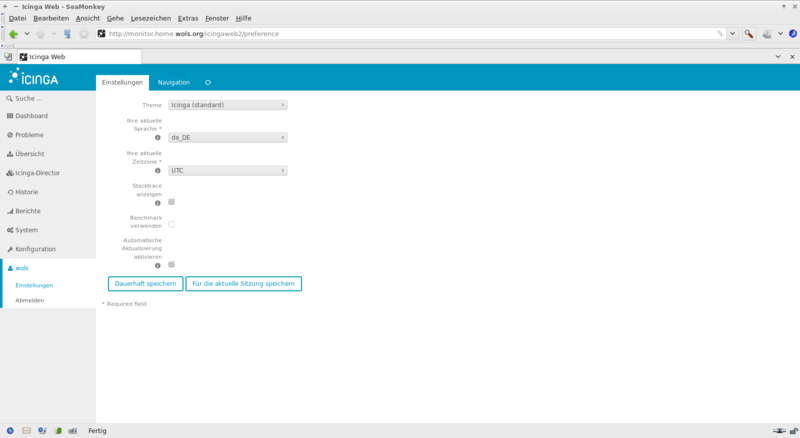 Icinga Web - SeaMonkey
Datei Bearbeiten Ansicht Gehe Lesezeichen Extras Fenster Hilfe
http://monitor.home.wols.org/icingaweb2/preference
Icinga Web
ICINGA
Einstellungen Navigation
Suche ...
Dashboard
Probleme
Übersicht
Icinga-Director
Historie
Berichte
System
Konfiguration
wols
Einstellungen
Abmelden
Theme Icinga (standard)
Ihre aktuelle
Sprache *
de_DE
Ihre aktuelle
Zeitzone *
UTC
Stacktrace
anzeigen
Benchmark
verwenden
Automatische
Aktualisierung
aktivieren
Dauerhaft speichern Für die aktuelle Sitzung speichern
* Required field
Fertig